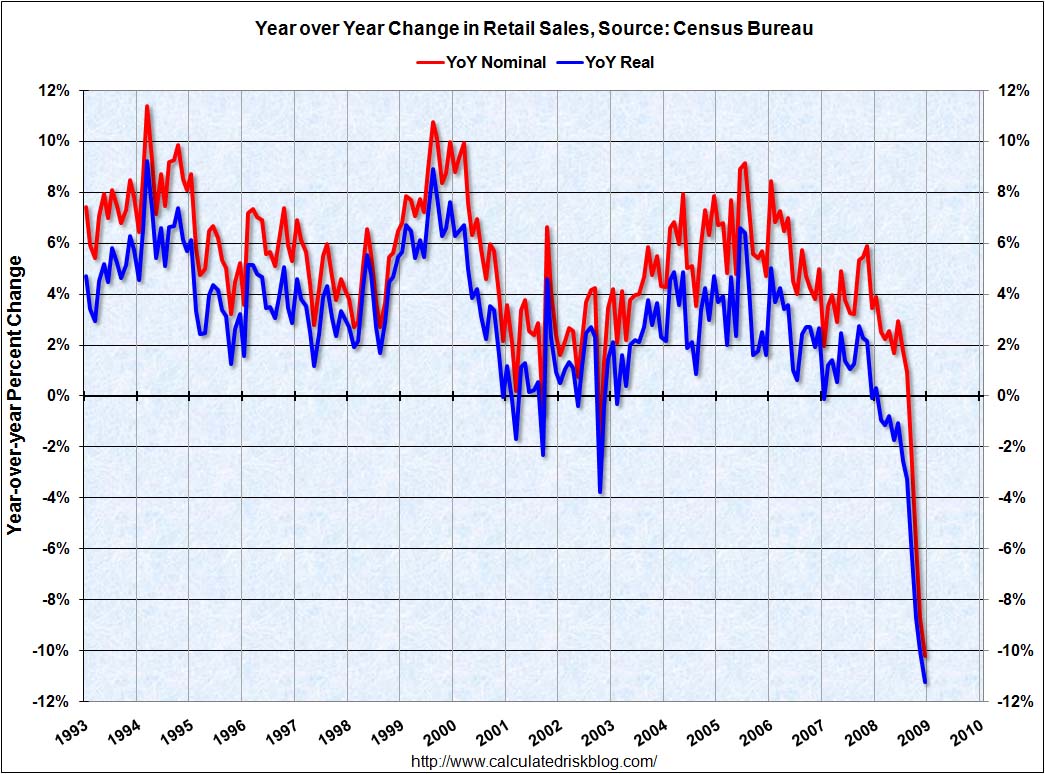 Year over Year Change in Retail Sales, Source: Census Bureau
YoY Nominal YoY Real
Year-over-year Percent Change
12% 12%
10% 10%
8% 8%
6% 6%
4% 4%
2% 2%
0% 0%
-2% -2%
-4% -4%
-6% -6%
-8% -8%
-10% -10%
-12% -12%
1993 1994 1995 1996 1997 1998 1999 2000 2001 2002 2003 2004 2005 2006 2007 2008 2009 2010
http://www.calculatedriskblog.com/